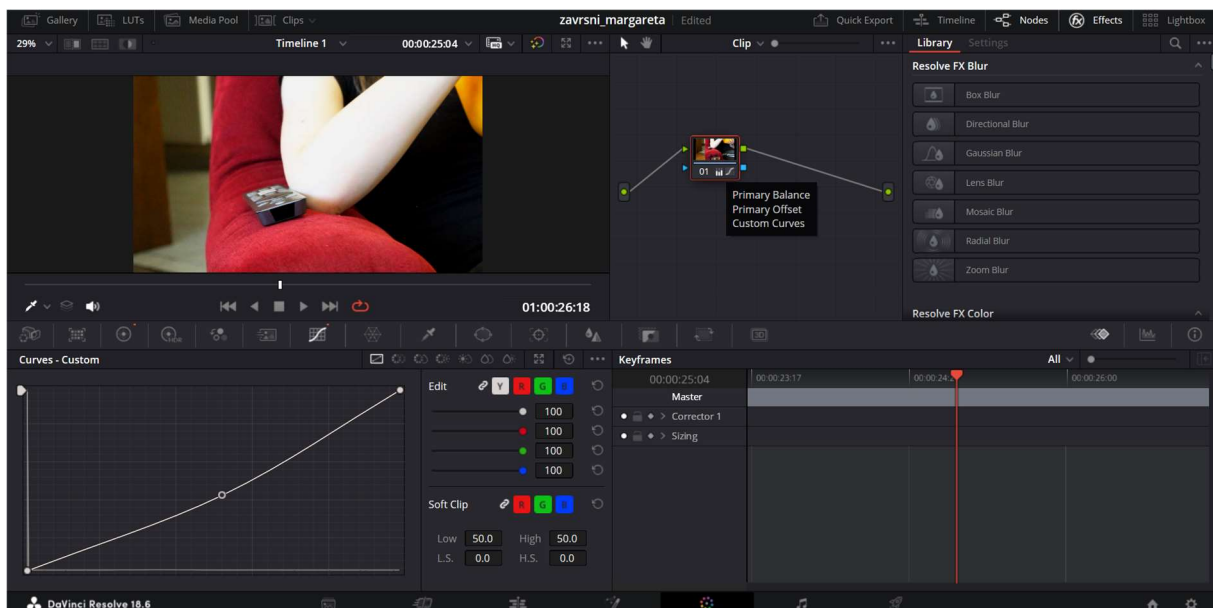 Gallery LUTs Media Pool Clips zavrsni_margareta Edited Quick Export Timeline Nodes Effects Lightbox
29% Timeline 1 00:00:25:04 Clip Library Settings
Resolve FX Blur
Box Blur
Directional Blur
Gaussian Blur
Lens Blur
Mosaic Blur
Radial Blur
Zoom Blur
Resolve FX Color
01
Primary Balance
Primary Offset
Custom Curves
01:00:26:18
Curves - Custom
Edit Y R G B
100
100
100
100
Soft Clip R G B
Low 50.0 High 50.0
L.S. 0.0 H.S. 0.0
Keyframes All
00:00:25:04 00:00:23:17 00:00:24:2 00:00:26:00
Master
Corrector 1
Sizing
DaVinci Resolve 18.6